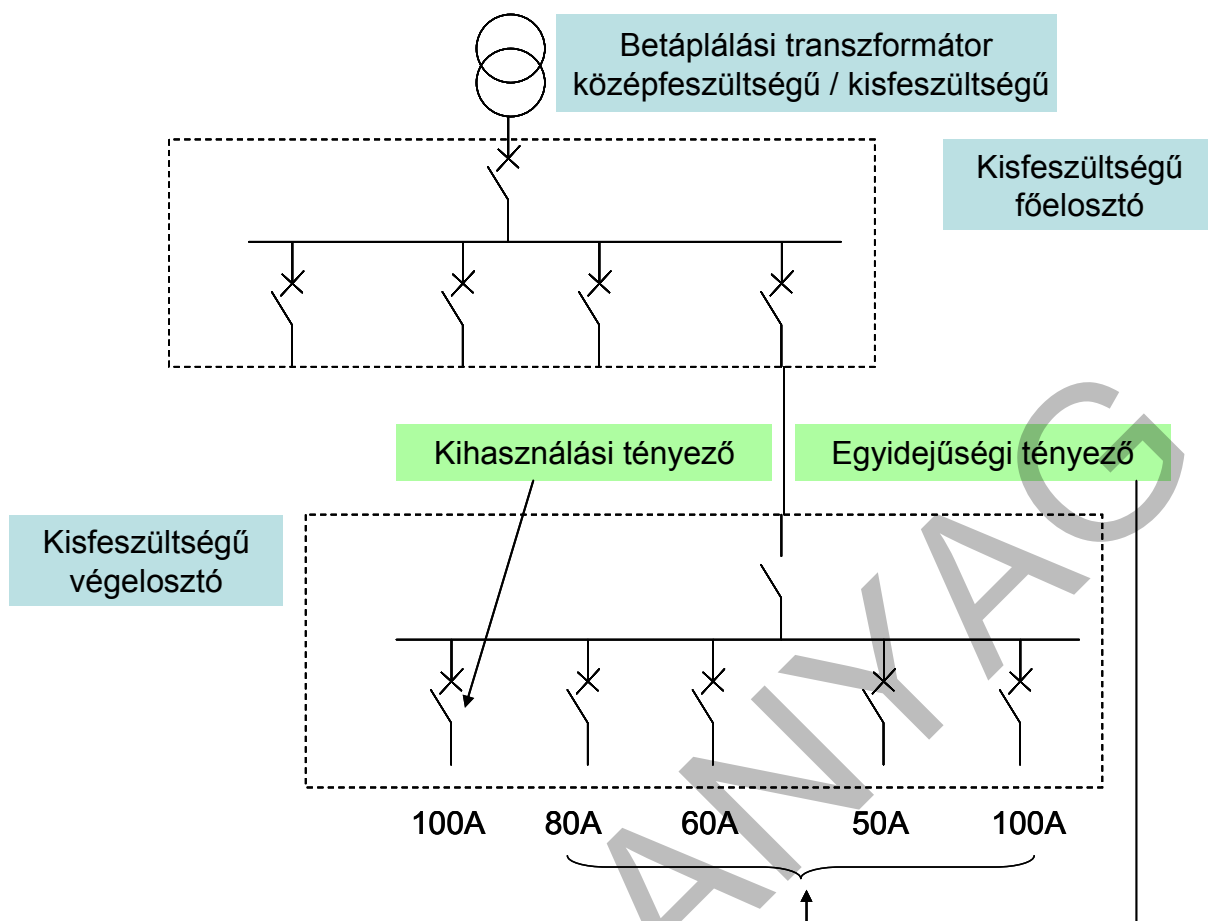 Betáplálási transzformátor
középfeszültségű / kisfeszültségű
Kisfeszültségű
főelosztó
Kihasználási tényező
Egyidejűségi tényező
Kisfeszültségű
végelosztó
100A 80A 60A 50A 100A
ANYAG